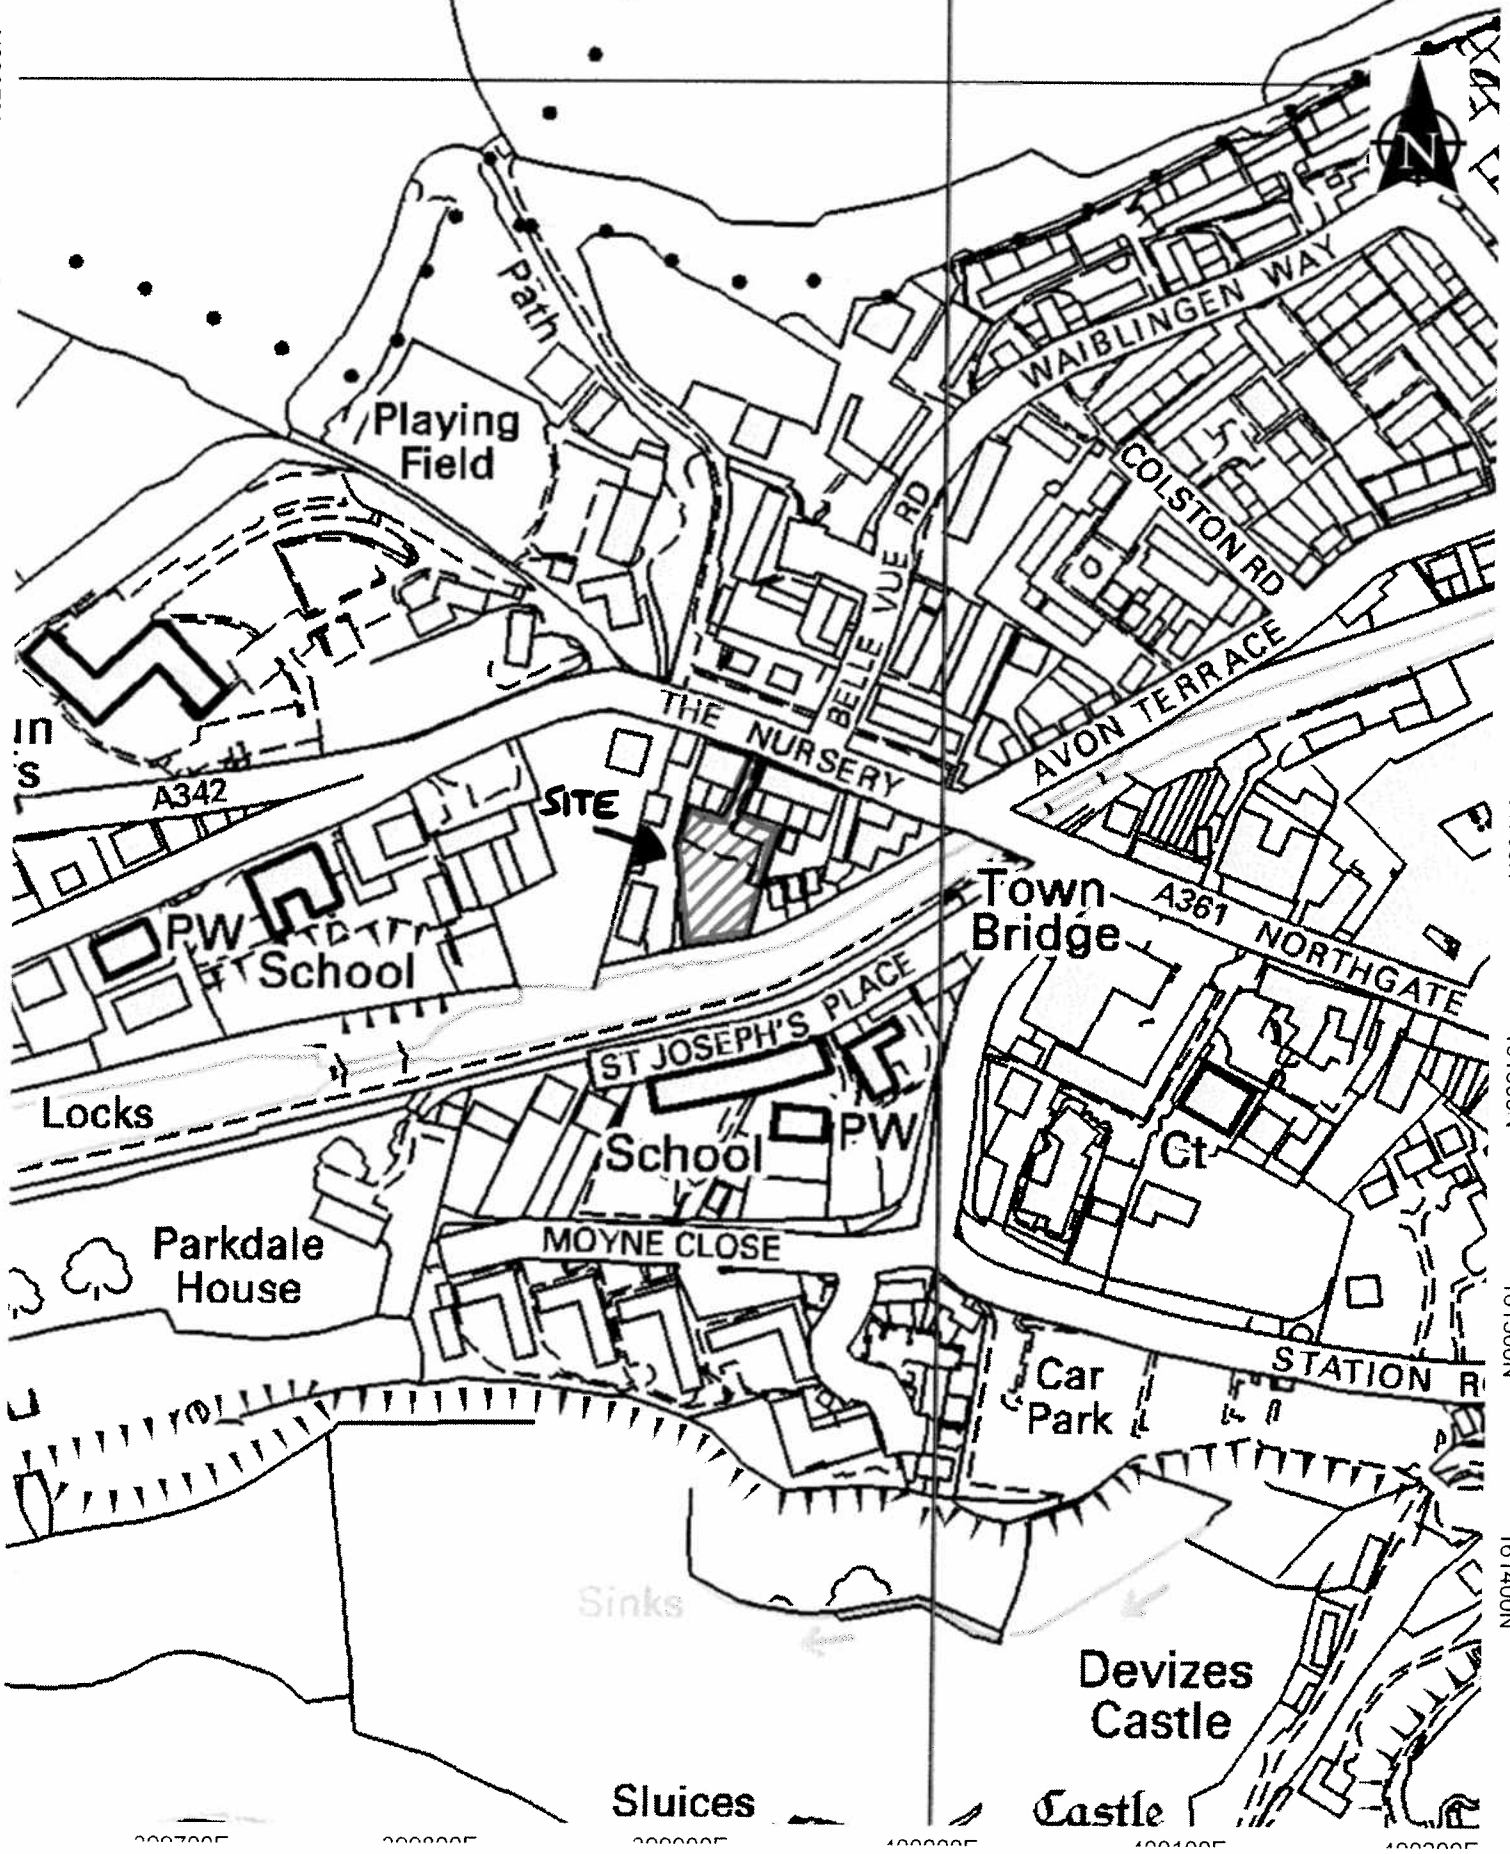 N
Path
WAIBLINGEN WAY
Playing
Field
COLSTON RD
BELLE VUE RD
AVON TERRACE
THE NURSERY
A342
SITE
Town
Bridge
A361 NORTHGATE
PW
School
ST JOSEPH'S PLACE
Locks
School
PW
Ct
Parkdale
House
MOYNE CLOSE
STATION
Car
Park
Sinks
Devizes
Castle
Sluices
Castle